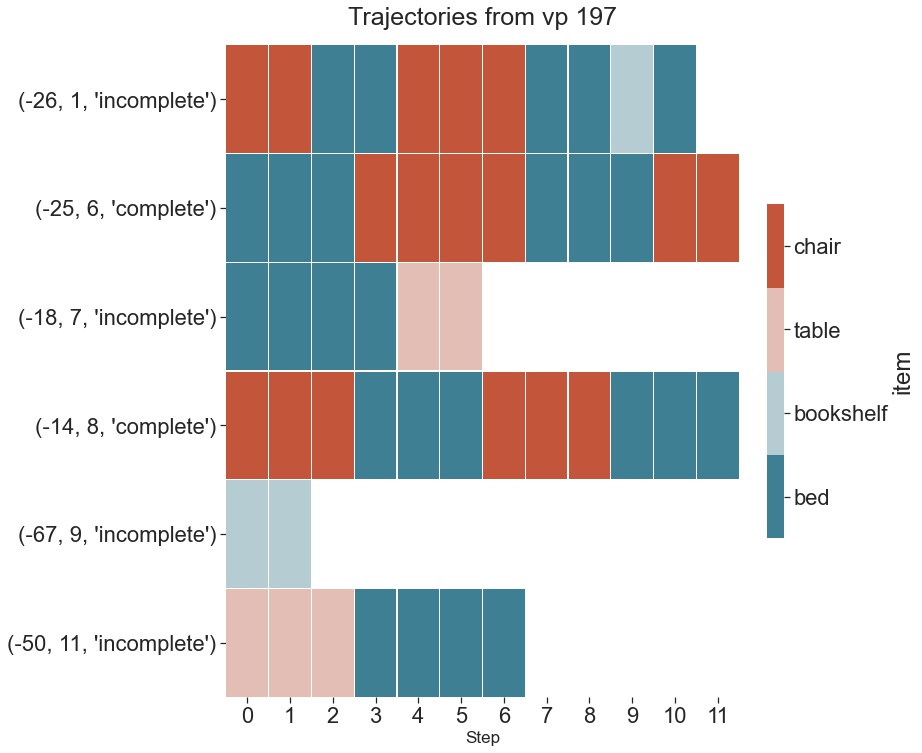 Trajectories from vp 197
(-26, 1, 'incomplete')
(-25, 6, 'complete')
(-18, 7, 'incomplete')
(-14, 8, 'complete')
(-67, 9, 'incomplete')
(-50, 11, 'incomplete')
0 1 2 3 4 5 6 7 8 9 10 11
Step
chair
table
bookshelf
bed
item